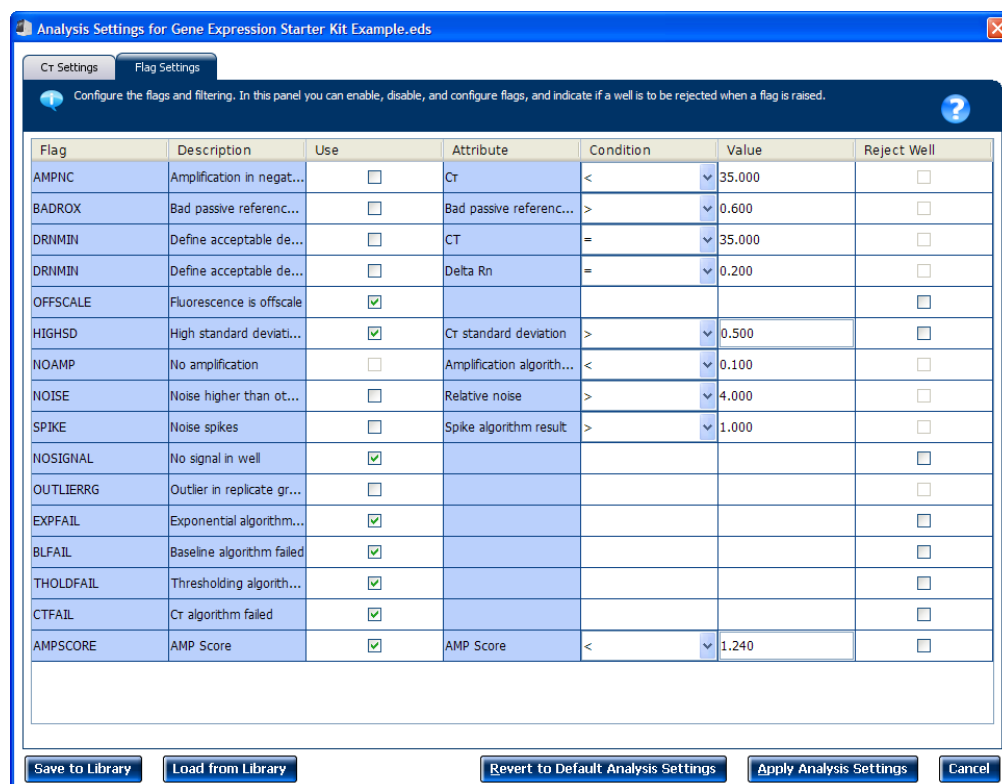 Analysis Settings for Gene Expression Starter Kit Example.eds
Cт Settings Flag Settings
Configure the flags and filtering. In this panel you can enable, disable, and configure flags, and indicate if a well is to be rejected when a flag is raised.
Flag Description Use Attribute Condition Value Reject Well
AMPNC Amplification in negat... Cт < 35.000
BADROX Bad passive referenc... Bad passive referenc... > 0.600
DRNMIN Define acceptable de... CT = 35.000
DRNMIN Define acceptable de... Delta Rn = 0.200
OFFSCALE Fluorescence is offscale
HIGHSD High standard deviati... Cт standard deviation > 0.500
NOAMP No amplification Amplification algorith... < 0.100
NOISE Noise higher than ot... Relative noise > 4.000
SPIKE Noise spikes Spike algorithm result > 1.000
NOSIGNAL No signal in well
OUTLIERRG Outlier in replicate gr...
EXPFAIL Exponential algorithm...
BLFAIL Baseline algorithm failed
THOLDFAIL Thresholding algorith...
CTFAIL Cт algorithm failed
AMPSCORE AMP Score AMP Score < 1.240
Save to Library Load from Library Revert to Default Analysis Settings Apply Analysis Settings Cancel